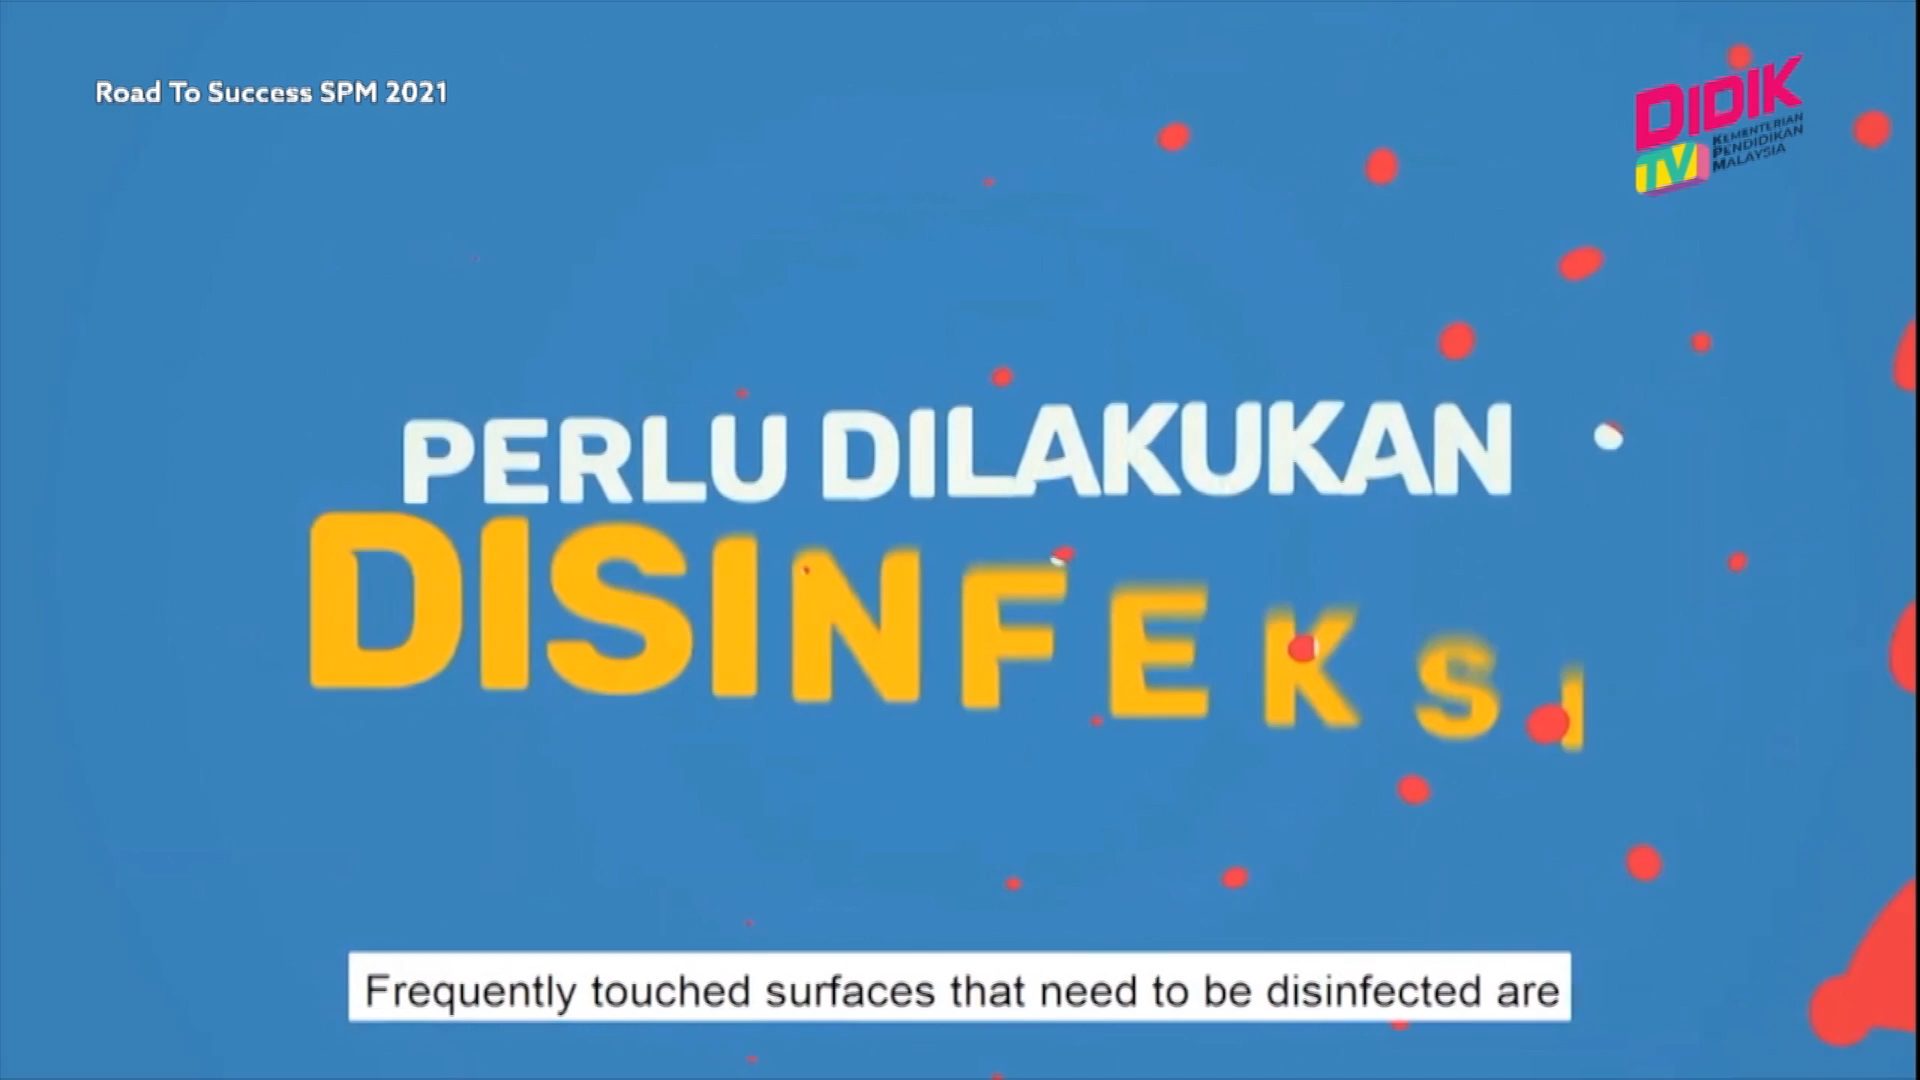 Road To Success SPM 2021
DIDIK
TV
KEMENTERIAN
PENDIDIKAN
MALAYSIA
PERLU DILAKUKAN
DISINFEKSI
Frequently touched surfaces that need to be disinfected are